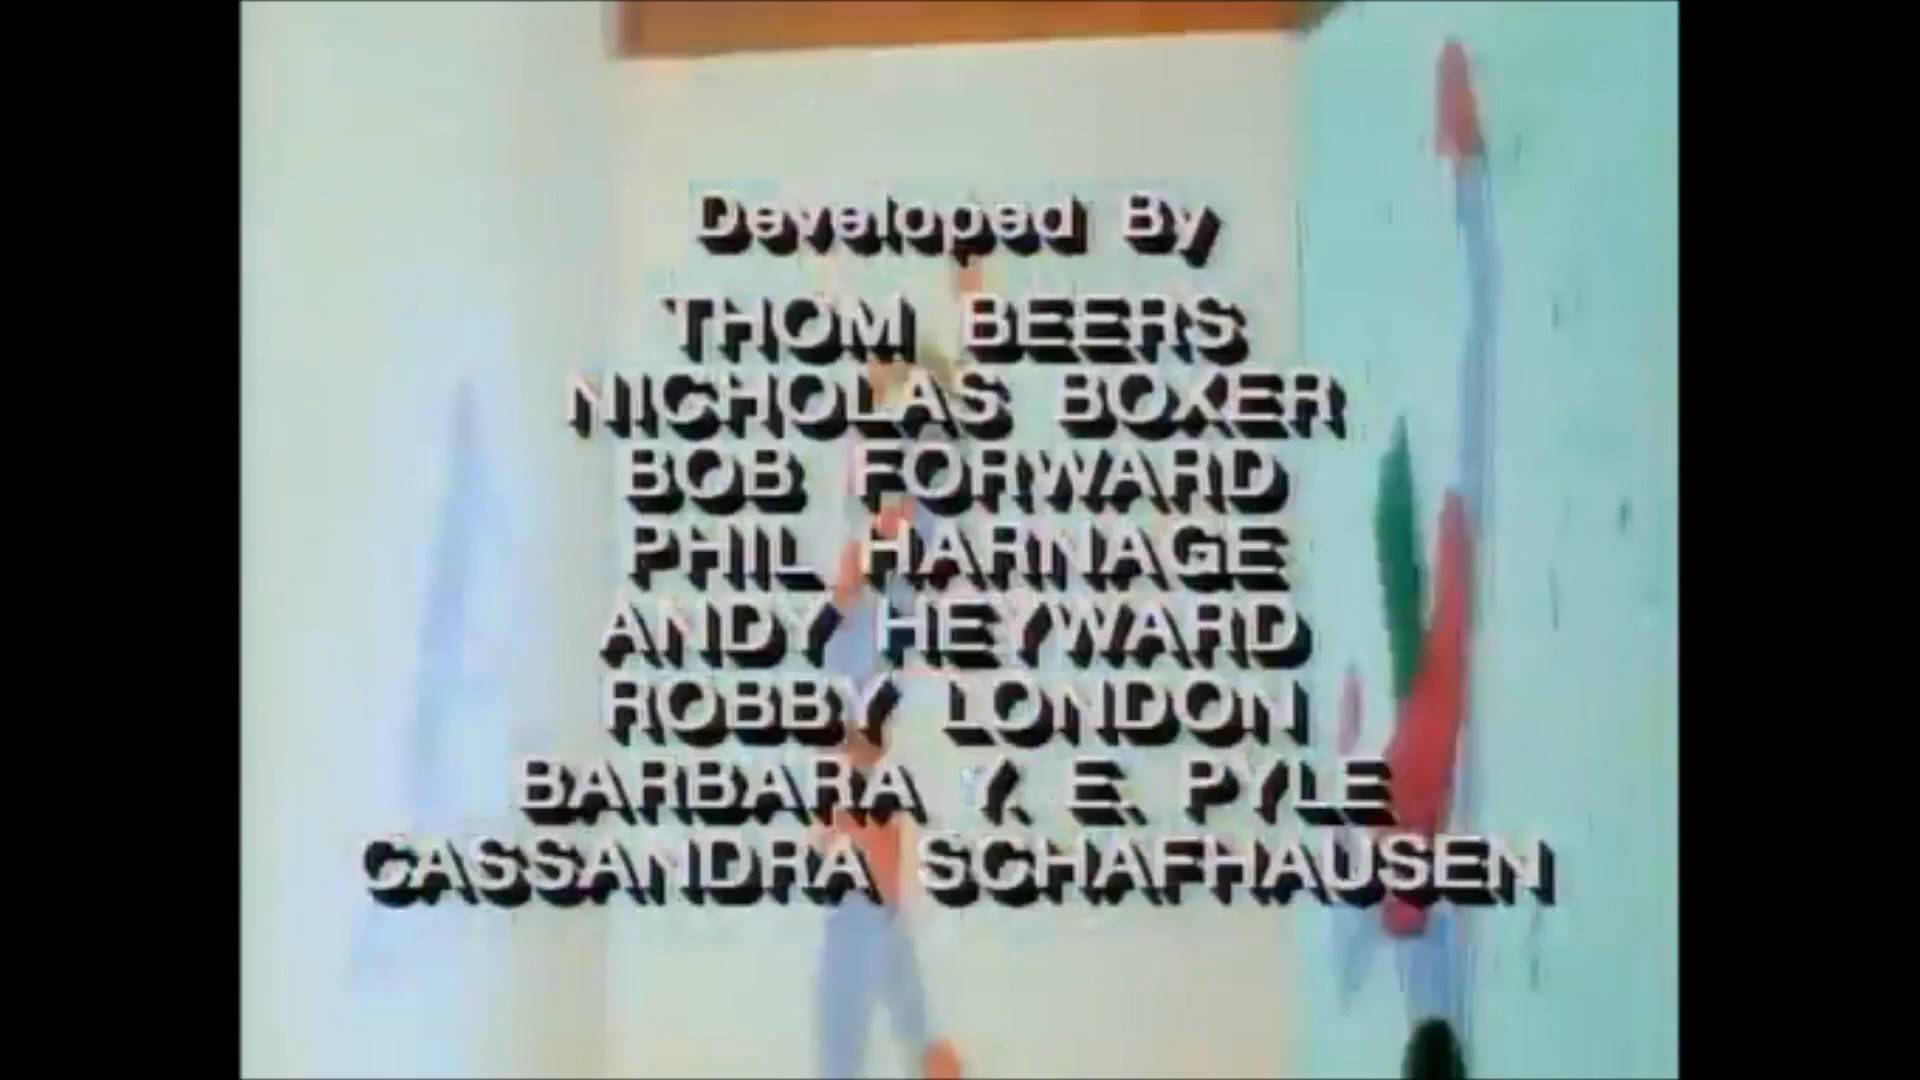 Developed By
THOM BEERS
NICHOLAS BOXER
BOB FORWARD
PHIL HARNAGE
ANDY HEYWARD
ROBBY LONDON
BARBARA Y. E. PYLE
CASSANDRA SCHAFHAUSEN